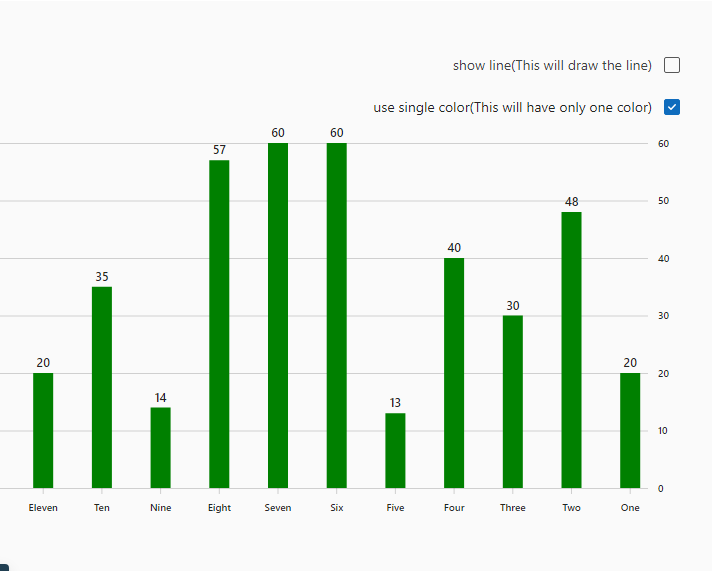 show line(This will draw the line)
use single color(This will have only one color)
20 35 14 57 60 60 13 40 30 48 20
60
50
40
30
20
10
0
Eleven Ten Nine Eight Seven Six Five Four Three Two One